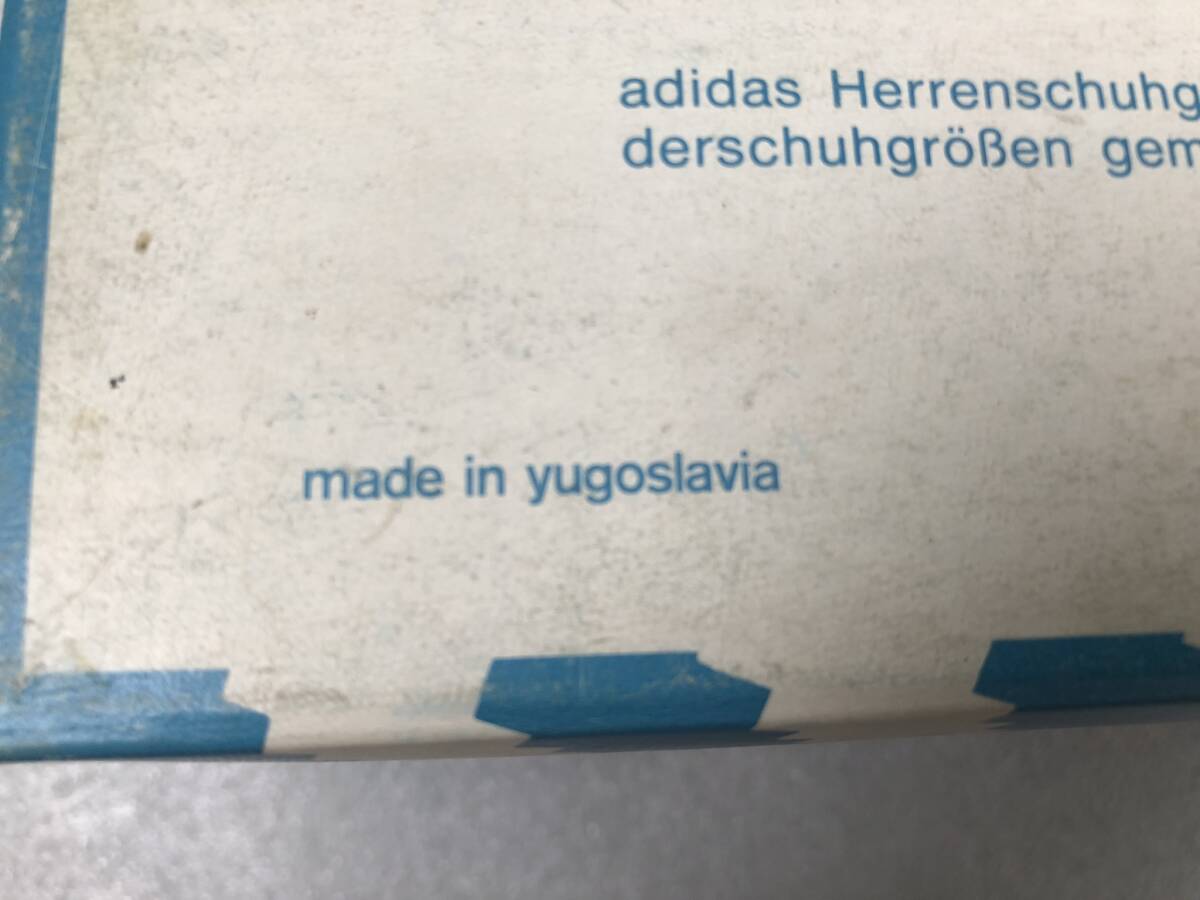 adidas Herrenschuhg
derschuhgrößen gem
made in yugoslavia